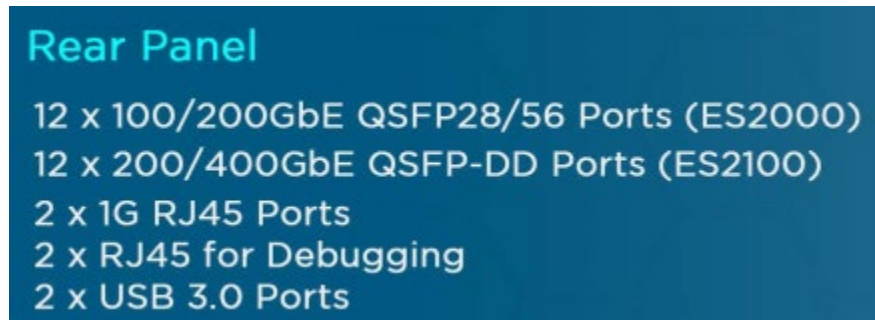 Rear Panel
12 x 100/200GbE QSFP28/56 Ports (ES2000)
12 x 200/400GbE QSFP-DD Ports (ES2100)
2 x 1G RJ45 Ports
2 x RJ45 for Debugging
2 x USB 3.0 Ports